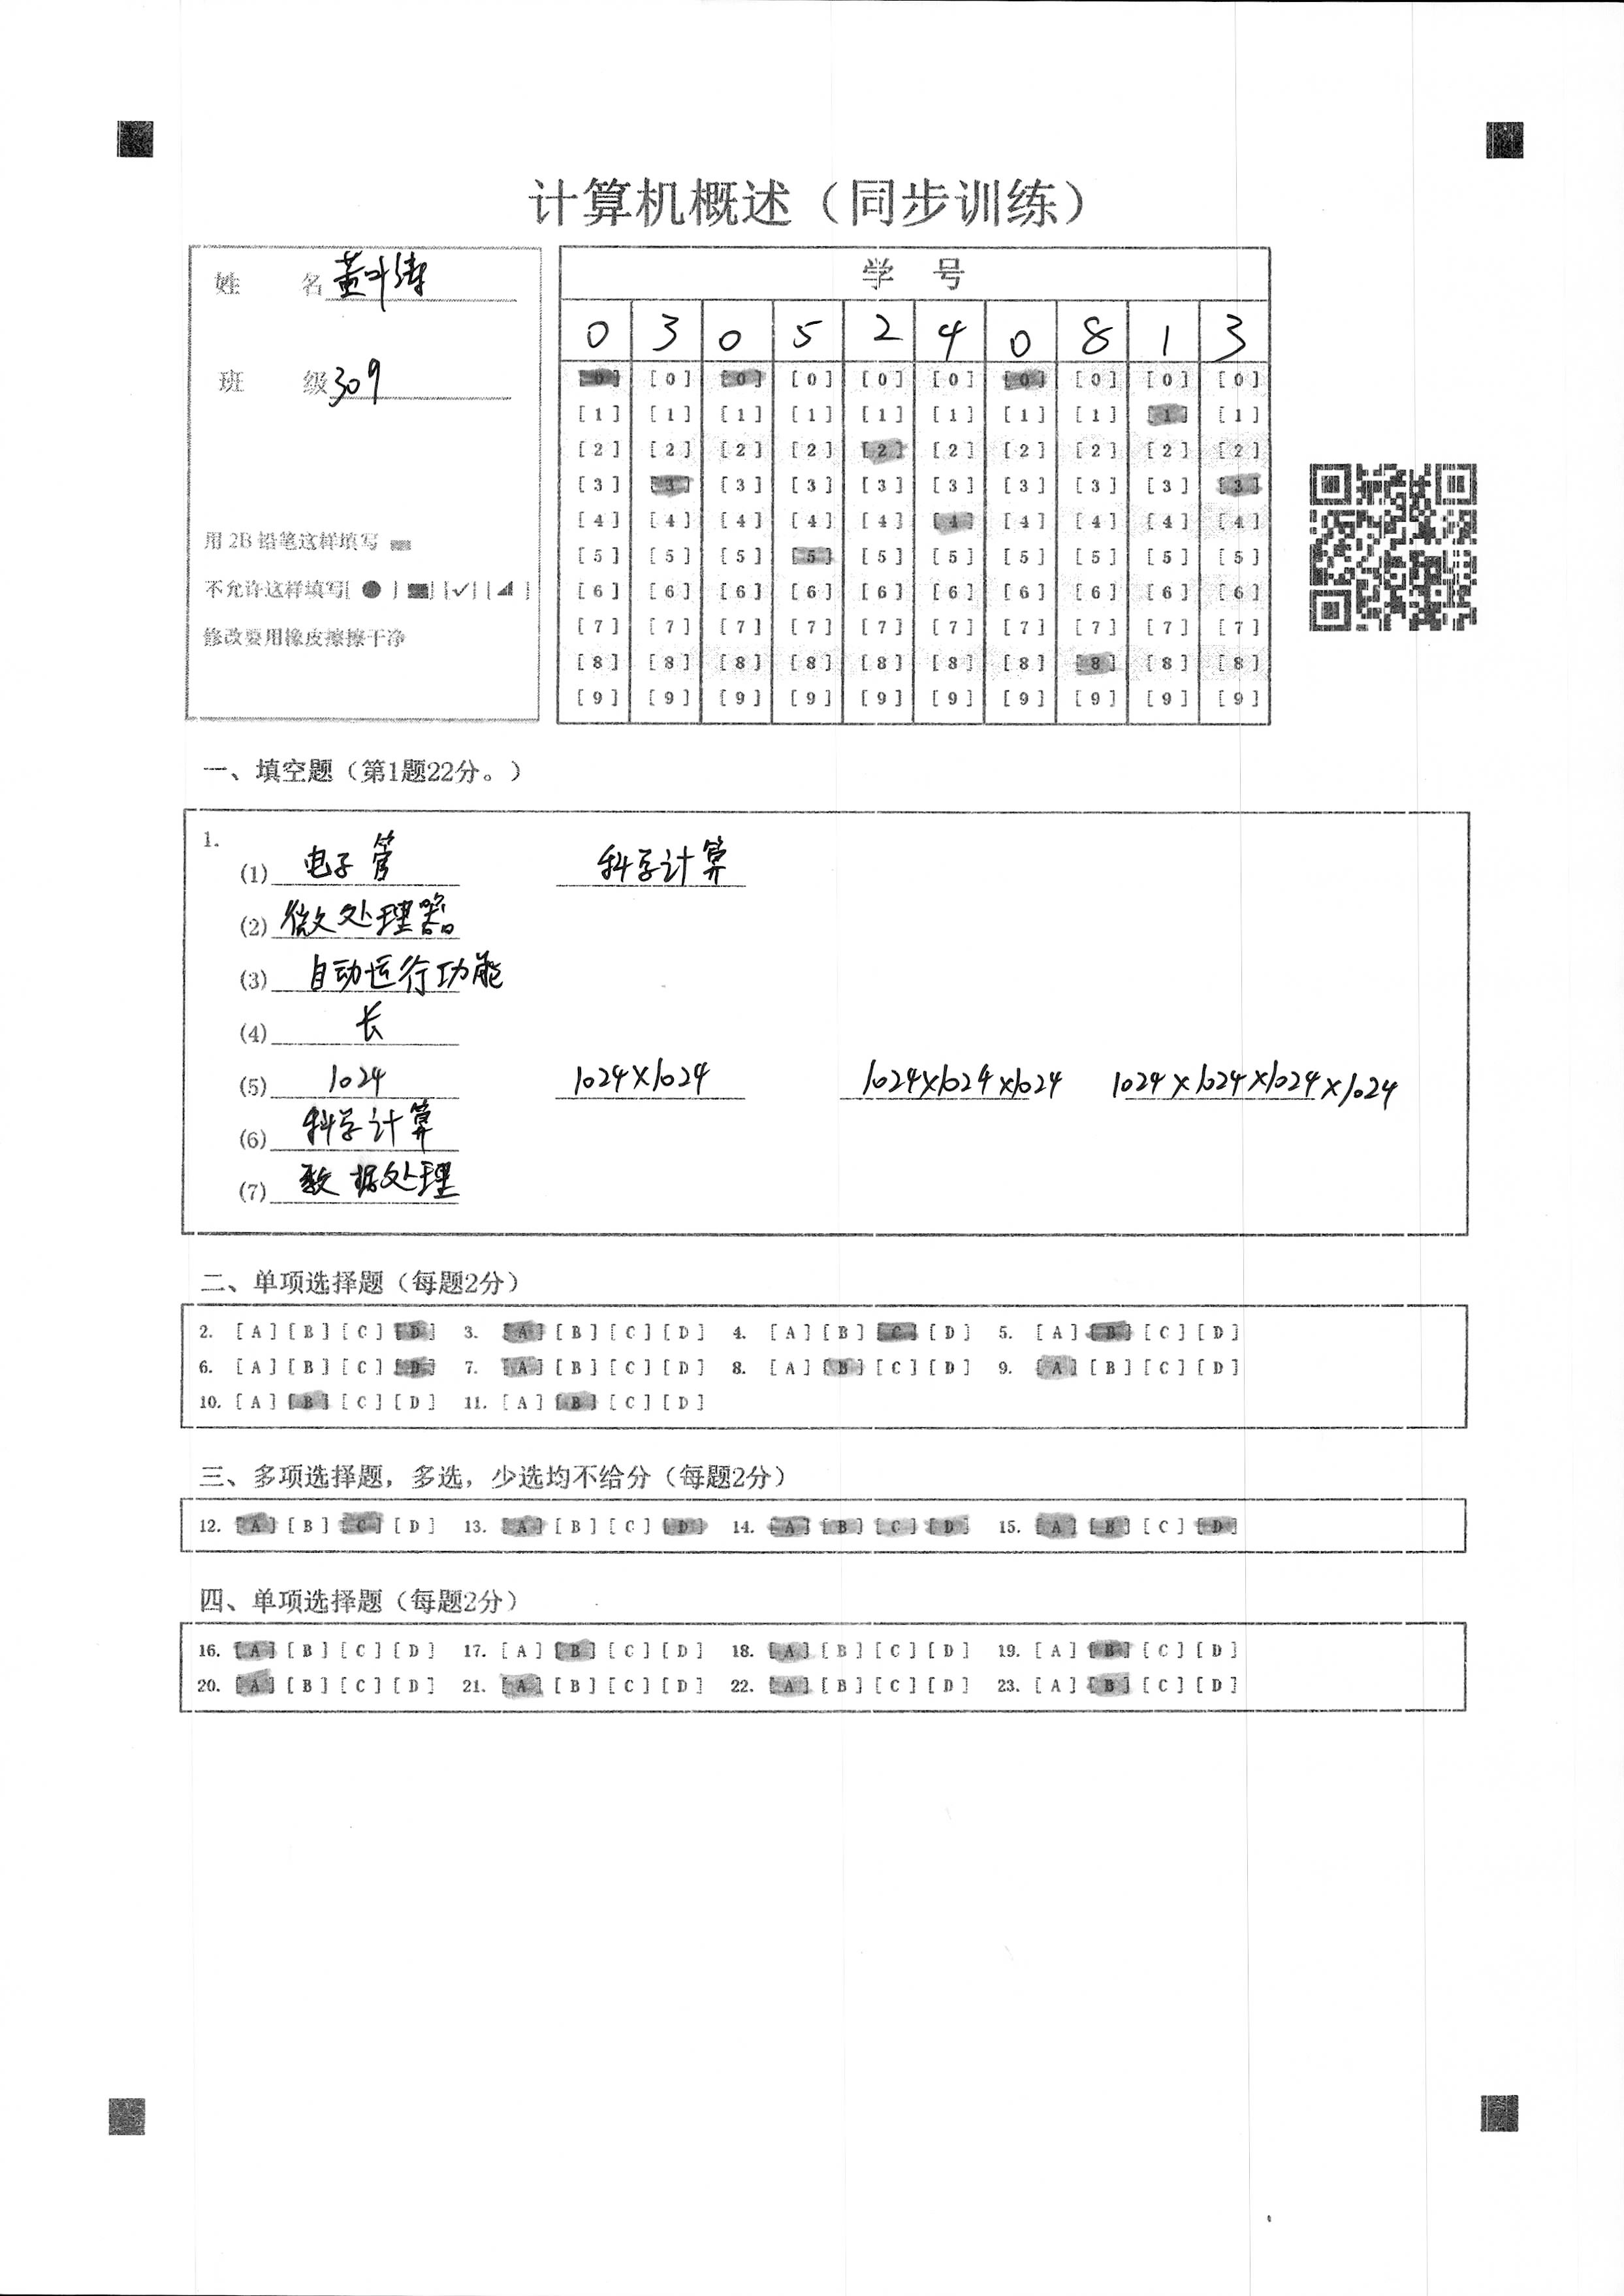 计算机概述（同步训练）
姓 名 董叶涛
班 级 309
用 2B 铅笔这样填写
不允许这样填写[ ● ] [✓]
修改要用橡皮擦擦干净
学 号
0 3 0 5 2 4 0 8 1 3
[0] [0] [0] [0] [0] [0] [0] [0] [0] [0]
[1] [1] [1] [1] [1] [1] [1] [1] [1] [1]
[2] [2] [2] [2] [2] [2] [2] [2] [2] [2]
[3] [3] [3] [3] [3] [3] [3] [3] [3] [3]
[4] [4] [4] [4] [4] [4] [4] [4] [4] [4]
[5] [5] [5] [5] [5] [5] [5] [5] [5] [5]
[6] [6] [6] [6] [6] [6] [6] [6] [6] [6]
[7] [7] [7] [7] [7] [7] [7] [7] [7] [7]
[8] [8] [8] [8] [8] [8] [8] [8] [8] [8]
[9] [9] [9] [9] [9] [9] [9] [9] [9] [9]
一、填空题（第1题22分。）
1.
(1) 电子管 科学计算
(2) 微处理器
(3) 自动运行功能
(4) 长
(5) 1024 1024×1024 1024×1024×1024 1024×1024×1024×1024
(6) 科学计算
(7) 数据处理
二、单项选择题（每题2分）
2. [A] [B] [C] [D] 3. [A] [B] [C] [D] 4. [A] [B] [C] [D] 5. [A] [B] [C] [D]
6. [A] [B] [C] [D] 7. [A] [B] [C] [D] 8. [A] [B] [C] [D] 9. [A] [B] [C] [D]
10. [A] [B] [C] [D] 11. [A] [B] [C] [D]
三、多项选择题，多选，少选均不给分（每题2分）
12. [A] [B] [C] [D] 13. [A] [B] [C] [D] 14. [A] [B] [C] [D] 15. [A] [B] [C] [D]
四、单项选择题（每题2分）
16. [A] [B] [C] [D] 17. [A] [B] [C] [D] 18. [A] [B] [C] [D] 19. [A] [B] [C] [D]
20. [A] [B] [C] [D] 21. [A] [B] [C] [D] 22. [A] [B] [C] [D] 23. [A] [B] [C] [D]